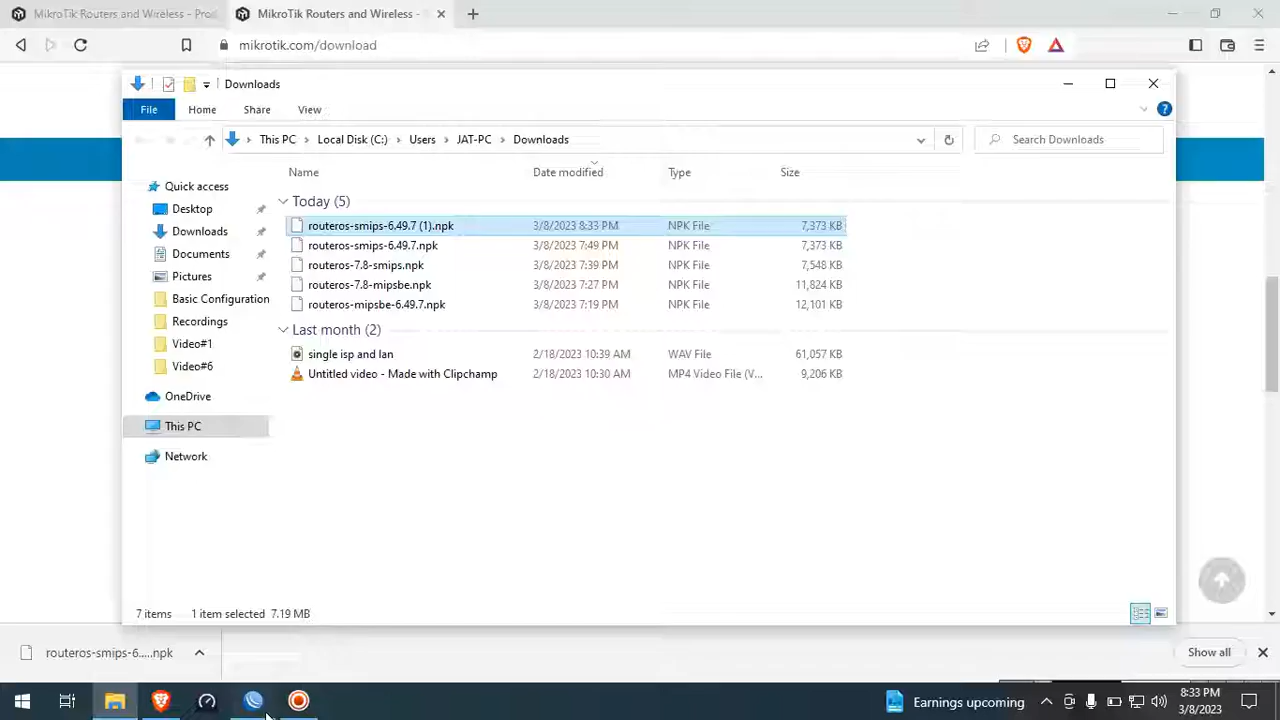 MikroTik Routers and Wireless - Pro
MikroTik Routers and Wireless -
mikrotik.com/download
Downloads
File
Home
Share
View
This PC
Local Disk (C:)
Users
JAT-PC
Downloads
Search Downloads
Name
Date modified
Type
Size
Quick access
Desktop
Downloads
Documents
Pictures
Basic Configuration
Recordings
Video#1
Video#6
OneDrive
This PC
Network
Today (5)
routeros-smips-6.49.7 (1).npk 3/8/2023 8:33 PM NPK File 7,373 KB
routeros-smips-6.49.7.npk 3/8/2023 7:49 PM NPK File 7,373 KB
routeros-7.8-smips.npk 3/8/2023 7:39 PM NPK File 7,548 KB
routeros-7.8-mipsbe.npk 3/8/2023 7:27 PM NPK File 11,824 KB
routeros-mipsbe-6.49.7.npk 3/8/2023 7:19 PM NPK File 12,101 KB
Last month (2)
single isp and lan 2/18/2023 10:39 AM WAV File 61,057 KB
Untitled video - Made with Clipchamp 2/18/2023 10:30 AM MP4 Video File (V... 9,206 KB
7 items 1 item selected 7.19 MB
routeros-smips-6.....npk
Show all
Earnings upcoming
8:33 PM
3/8/2023